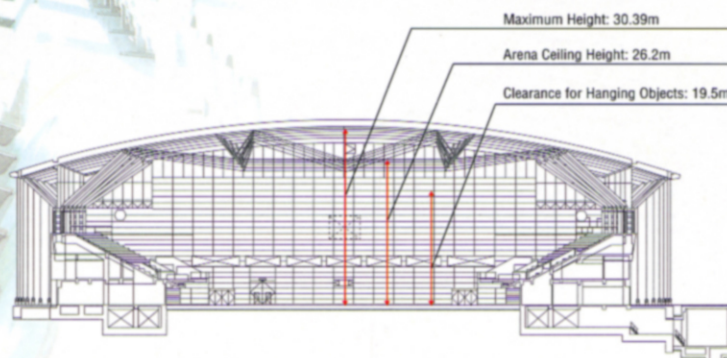 Maximum Height: 30.39m
Arena Ceiling Height: 26.2m
Clearance for Hanging Objects: 19.5m